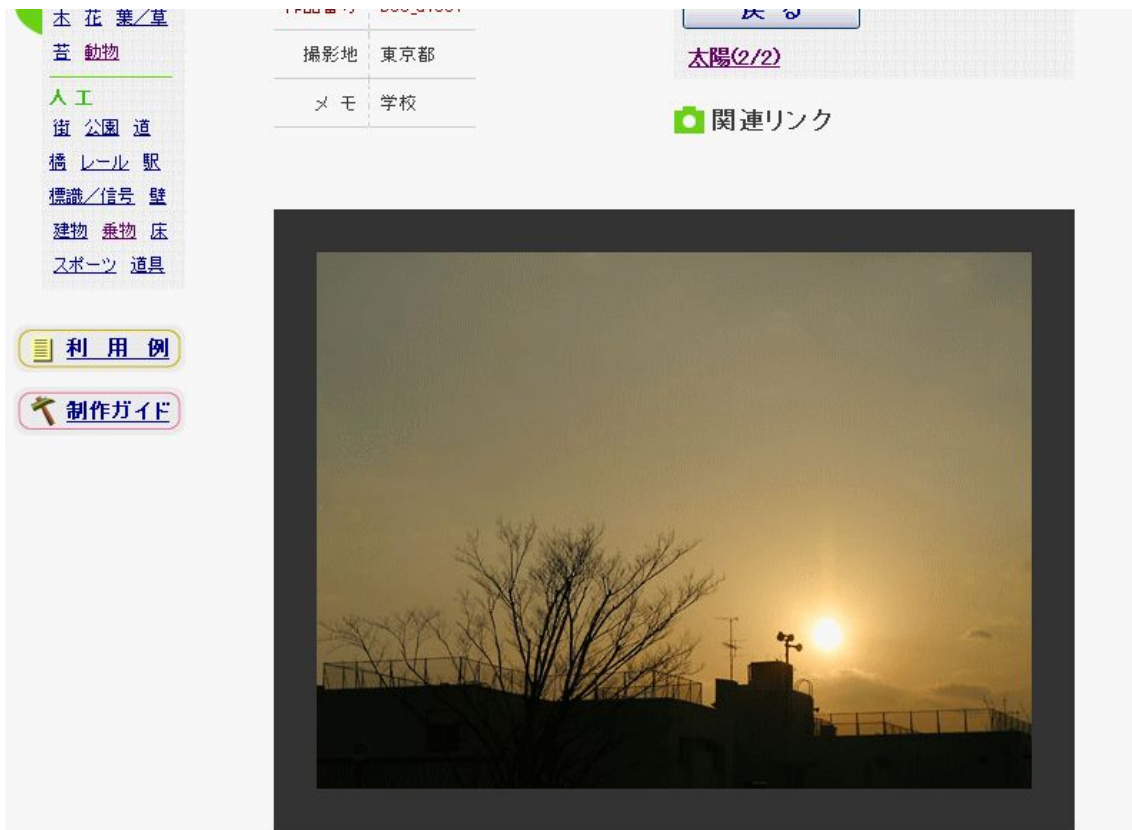 木 花 葉／草
苔 動物
人工
街 公園 道
橋 レール 駅
標識／信号 壁
建物 乗物 床
スポーツ 道具
利 用 例
制作ガイド
撮影地 東京都
メ モ 学校
戻 る
太陽(2/2)
関連リンク